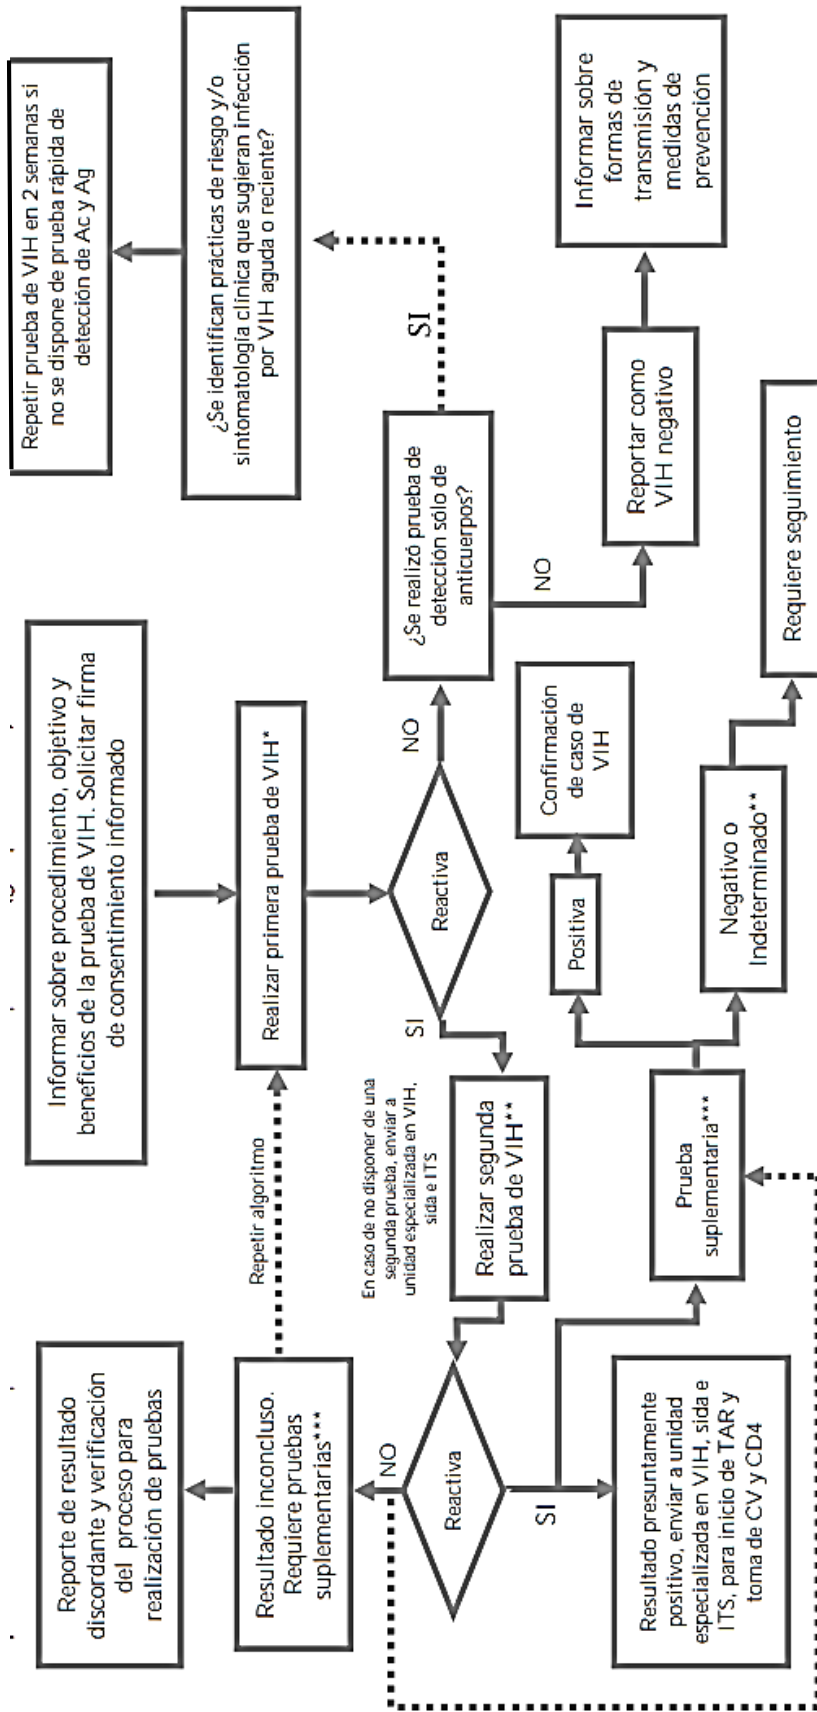 Informar sobre procedimiento, objetivo y
beneficios de la prueba de VIH. Solicitar firma
de consentimiento informado
Realizar primera prueba de VIH*
Reactiva
NO
¿Se realizó prueba de
detección sólo de
anticuerpos?
SI
¿Se identifican prácticas de riesgo y/o
sintomatología clínica que sugieran infección
por VIH aguda o reciente?
Repetir prueba de VIH en 2 semanas si
no se dispone de prueba rápida de
detección de Ac y Ag
NO
Reportar como
VIH negativo
Informar sobre
formas de
transmisión y
medidas de
prevención
SI
En caso de no disponer de una
segunda prueba, enviar a
unidad especializada en VIH,
sida e ITS
Realizar segunda
prueba de VIH**
Reactiva
NO
Resultado inconcluso.
Requiere pruebas
suplementarias***
Repetir algoritmo
Reporte de resultado
discordante y verificación
del proceso para
realización de pruebas
SI
Resultado presuntamente
positivo, enviar a unidad
especializada en VIH, sida e
ITS, para inicio de TAR y
toma de CV y CD4
Prueba
suplementaria***
Positiva
Confirmación
de caso de
VIH
Negativo o
Indeterminado**
Requiere seguimiento